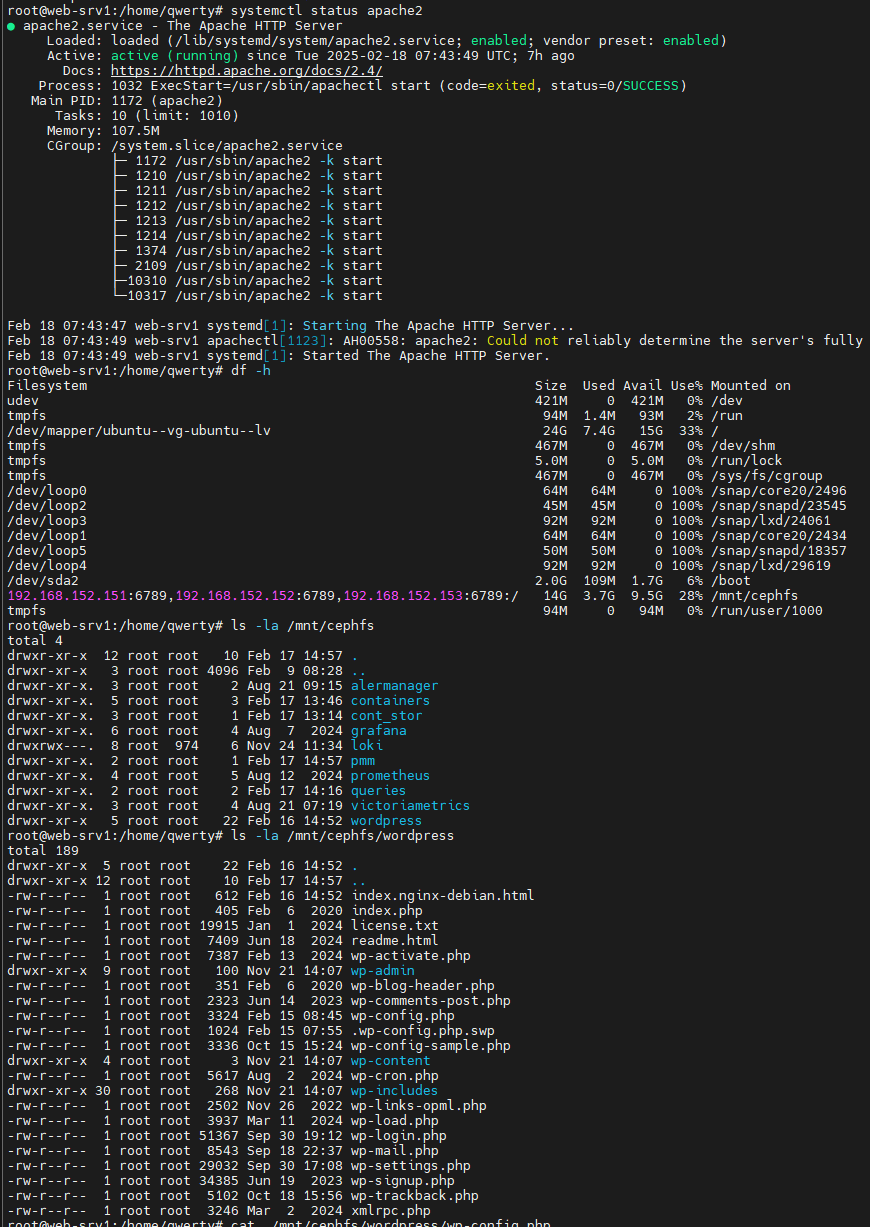 root@web-srv1:/home/qwerty# systemctl status apache2
● apache2.service - The Apache HTTP Server
     Loaded: loaded (/lib/systemd/system/apache2.service; enabled; vendor preset: enabled)
     Active: active (running) since Tue 2025-02-18 07:43:49 UTC; 7h ago
       Docs: https://httpd.apache.org/docs/2.4/
    Process: 1032 ExecStart=/usr/sbin/apachectl start (code=exited, status=0/SUCCESS)
   Main PID: 1172 (apache2)
      Tasks: 10 (limit: 1010)
     Memory: 107.5M
     CGroup: /system.slice/apache2.service
             ├─ 1172 /usr/sbin/apache2 -k start
             ├─ 1210 /usr/sbin/apache2 -k start
             ├─ 1211 /usr/sbin/apache2 -k start
             ├─ 1212 /usr/sbin/apache2 -k start
             ├─ 1213 /usr/sbin/apache2 -k start
             ├─ 1214 /usr/sbin/apache2 -k start
             ├─ 1374 /usr/sbin/apache2 -k start
             ├─ 2109 /usr/sbin/apache2 -k start
             ├─10310 /usr/sbin/apache2 -k start
             └─10317 /usr/sbin/apache2 -k start
Feb 18 07:43:47 web-srv1 systemd[1]: Starting The Apache HTTP Server...
Feb 18 07:43:49 web-srv1 apachectl[1123]: AH00558: apache2: Could not reliably determine the server's fully
Feb 18 07:43:49 web-srv1 systemd[1]: Started The Apache HTTP Server.
root@web-srv1:/home/qwerty# df -h
Filesystem Size Used Avail Use% Mounted on
udev 421M 0 421M 0% /dev
tmpfs 94M 1.4M 93M 2% /run
/dev/mapper/ubuntu--vg-ubuntu--lv 24G 7.4G 15G 33% /
tmpfs 467M 0 467M 0% /dev/shm
tmpfs 5.0M 0 5.0M 0% /run/lock
tmpfs 467M 0 467M 0% /sys/fs/cgroup
/dev/loop0 64M 64M 0 100% /snap/core20/2496
/dev/loop2 45M 45M 0 100% /snap/snapd/23545
/dev/loop3 92M 92M 0 100% /snap/lxd/24061
/dev/loop1 64M 64M 0 100% /snap/core20/2434
/dev/loop5 50M 50M 0 100% /snap/snapd/18357
/dev/loop4 92M 92M 0 100% /snap/lxd/29619
/dev/sda2 2.0G 109M 1.7G 6% /boot
192.168.152.151:6789,192.168.152.152:6789,192.168.152.153:6789:/ 14G 3.7G 9.5G 28% /mnt/cephfs
tmpfs 94M 0 94M 0% /run/user/1000
root@web-srv1:/home/qwerty# ls -la /mnt/cephfs
total 4
drwxr-xr-x  12 root root   10 Feb 17 14:57 .
drwxr-xr-x   3 root root 4096 Feb  9 08:28 ..
drwxr-xr-x.  3 root root    2 Aug 21 09:15 alermanager
drwxr-xr-x.  5 root root    3 Feb 17 13:46 containers
drwxr-xr-x.  3 root root    1 Feb 17 13:14 cont_stor
drwxr-xr-x.  6 root root    4 Aug  7  2024 grafana
drwxrwx---.  8 root  974    6 Nov 24 11:34 loki
drwxr-xr-x.  2 root root    1 Feb 17 14:57 pmm
drwxr-xr-x.  4 root root    5 Aug 12  2024 prometheus
drwxr-xr-x.  2 root root    2 Feb 17 14:16 queries
drwxr-xr-x.  3 root root    4 Aug 21 07:19 victoriametrics
drwxr-xr-x   5 root root   22 Feb 16 14:52 wordpress
root@web-srv1:/home/qwerty# ls -la /mnt/cephfs/wordpress
total 189
drwxr-xr-x  5 root root    22 Feb 16 14:52 .
drwxr-xr-x 12 root root    10 Feb 17 14:57 ..
-rw-r--r--  1 root root   612 Feb 16 14:52 index.nginx-debian.html
-rw-r--r--  1 root root   405 Feb  6  2020 index.php
-rw-r--r--  1 root root 19915 Jan  1  2024 license.txt
-rw-r--r--  1 root root  7409 Jun 18  2024 readme.html
-rw-r--r--  1 root root  7387 Feb 13  2024 wp-activate.php
drwxr-xr-x  9 root root   100 Nov 21 14:07 wp-admin
-rw-r--r--  1 root root   351 Feb  6  2020 wp-blog-header.php
-rw-r--r--  1 root root  2323 Jun 14  2023 wp-comments-post.php
-rw-r--r--  1 root root  3324 Feb 15 08:45 wp-config.php
-rw-r--r--  1 root root  1024 Feb 15 07:55 .wp-config.php.swp
-rw-r--r--  1 root root  3336 Oct 15 15:24 wp-config-sample.php
drwxr-xr-x  4 root root     3 Nov 21 14:07 wp-content
-rw-r--r--  1 root root  5617 Aug  2  2024 wp-cron.php
drwxr-xr-x 30 root root   268 Nov 21 14:07 wp-includes
-rw-r--r--  1 root root  2502 Nov 26  2022 wp-links-opml.php
-rw-r--r--  1 root root  3937 Mar 11  2024 wp-load.php
-rw-r--r--  1 root root 51367 Sep 30 19:12 wp-login.php
-rw-r--r--  1 root root  8543 Sep 18 22:37 wp-mail.php
-rw-r--r--  1 root root 29032 Sep 30 17:08 wp-settings.php
-rw-r--r--  1 root root 34385 Jun 19  2023 wp-signup.php
-rw-r--r--  1 root root  5102 Oct 18 15:56 wp-trackback.php
-rw-r--r--  1 root root  3246 Mar  2  2024 xmlrpc.php
root@web-srv1:/home/qwerty# cat  /mnt/cephfs/wordpress/wp-config.php